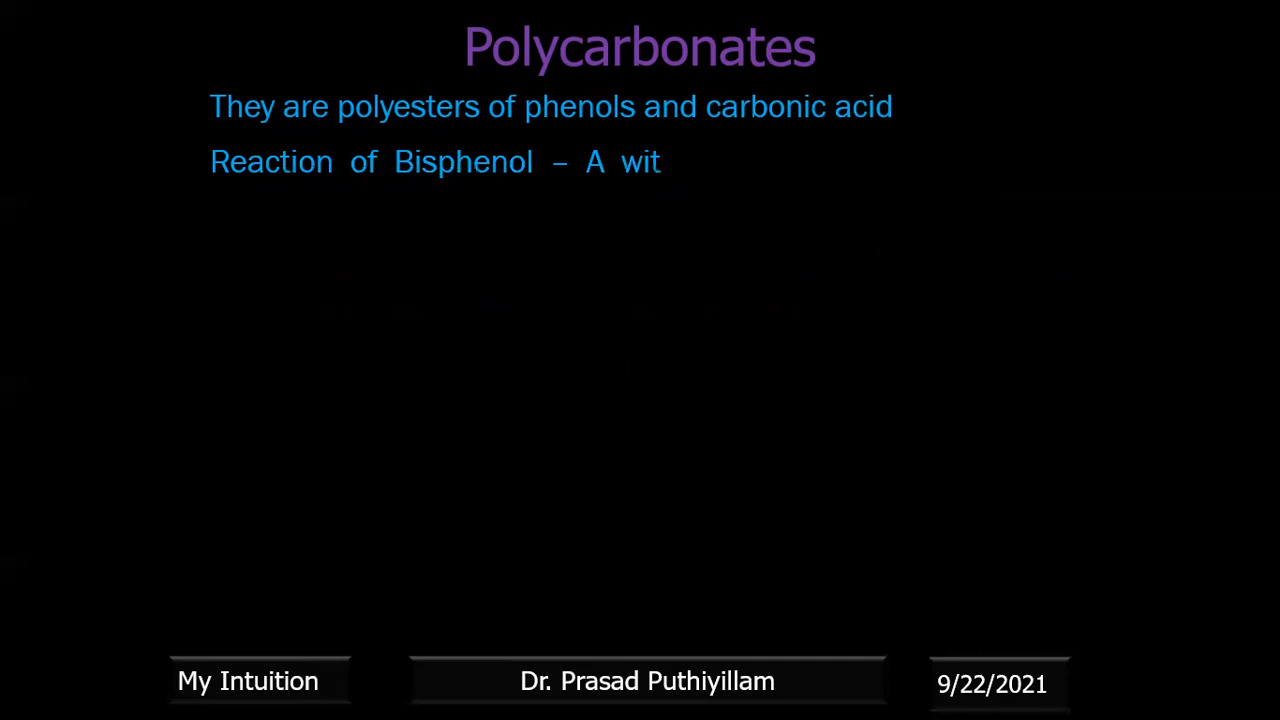 Polycarbonates
They are polyesters of phenols and carbonic acid
Reaction of Bisphenol – A wit
My Intuition
Dr. Prasad Puthiyillam
9/22/2021